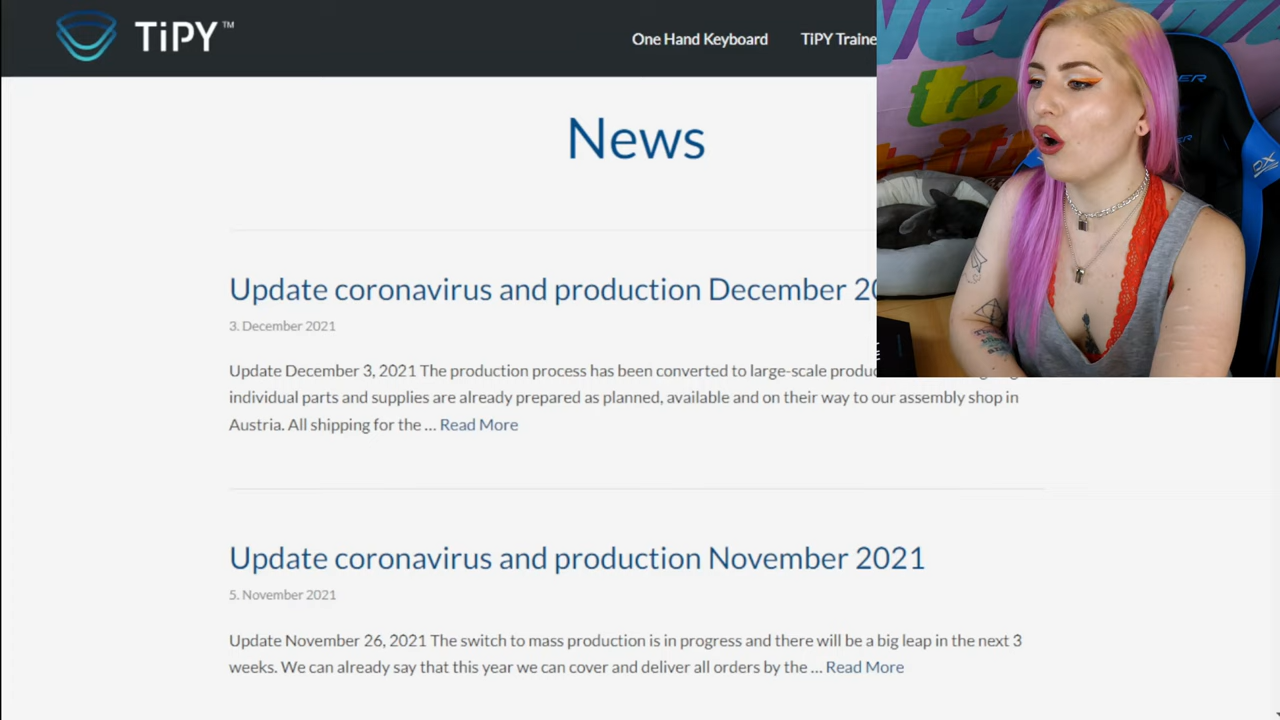 TiPY™
One Hand Keyboard
TiPY Traine
News
Update coronavirus and production December 20
3. December 2021
Update December 3, 2021 The production process has been converted to large-scale produc
individual parts and supplies are already prepared as planned, available and on their way to our assembly shop in
Austria. All shipping for the ... Read More
Update coronavirus and production November 2021
5. November 2021
Update November 26, 2021 The switch to mass production is in progress and there will be a big leap in the next 3
weeks. We can already say that this year we can cover and deliver all orders by the ... Read More
to